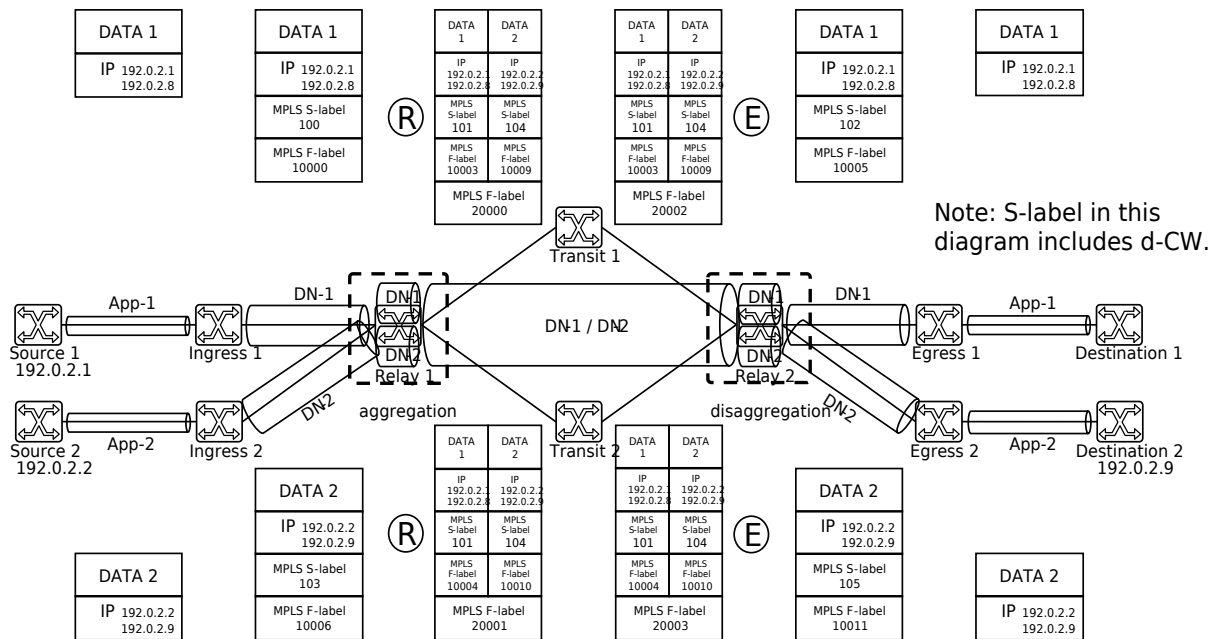 DATA 1
IP 192.0.2.1
192.0.2.8
DATA 1
IP 192.0.2.1
192.0.2.8
MPLS S-label
100
MPLS F-label
10000
R
DATA
1
IP
192.0.2.1
192.0.2.8
MPLS
S-label
101
MPLS
F-label
10003
DATA
2
IP
192.0.2.2
192.0.2.9
MPLS
S-label
104
MPLS
F-label
10009
MPLS F-label
20000
DATA
1
IP
192.0.2.1
192.0.2.8
MPLS
S-label
101
MPLS
F-label
10003
DATA
2
IP
192.0.2.2
192.0.2.9
MPLS
S-label
104
MPLS
F-label
10009
MPLS F-label
20002
E
DATA 1
IP 192.0.2.1
192.0.2.8
MPLS S-label
102
MPLS F-label
10005
DATA 1
IP 192.0.2.1
192.0.2.8
Note: S-label in this
diagram includes d-CW.
Transit 1
App-1
DN-1
DN-1
DN-1 / DN-2
DN-1
DN-1
App-1
Source 1
192.0.2.1
Ingress 1
DN-2
Relay 1
DN-2
Relay 2
Egress 1
Destination 1
DN-2
aggregation
disaggregation
DN-2
App-2
App-2
Source 2
192.0.2.2
Ingress 2
Transit 2
Egress 2
Destination 2
192.0.2.9
DATA 2
IP 192.0.2.2
192.0.2.9
DATA 2
IP 192.0.2.2
192.0.2.9
MPLS S-label
103
MPLS F-label
10006
R
DATA
1
IP
192.0.2.1
192.0.2.8
MPLS
S-label
101
MPLS
F-label
10004
DATA
2
IP
192.0.2.2
192.0.2.9
MPLS
S-label
104
MPLS
F-label
10010
MPLS F-label
20001
DATA
1
IP
192.0.2.1
192.0.2.8
MPLS
S-label
101
MPLS
F-label
10004
DATA
2
IP
192.0.2.2
192.0.2.9
MPLS
S-label
104
MPLS
F-label
10010
MPLS F-label
20003
E
DATA 2
IP 192.0.2.2
192.0.2.9
MPLS S-label
105
MPLS F-label
10011
DATA 2
IP 192.0.2.2
192.0.2.9